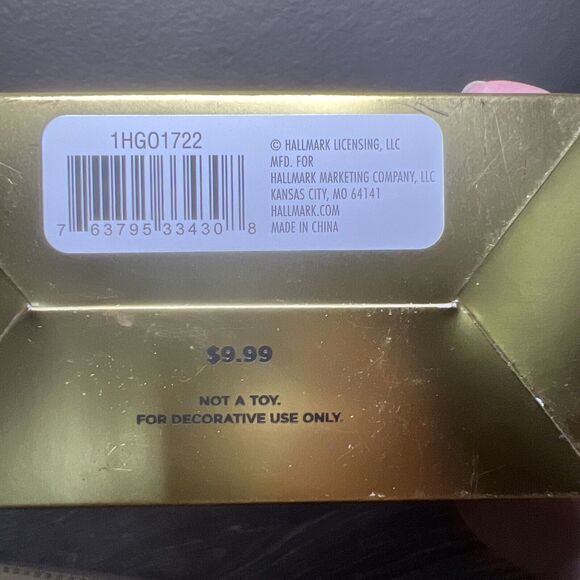 1HGO1722
7 63795 33430 8
© HALLMARK LICENSING, LLC
MFD. FOR
HALLMARK MARKETING COMPANY, LLC
KANSAS CITY, MO 64141
HALLMARK.COM
MADE IN CHINA
$9.99
NOT A TOY.
FOR DECORATIVE USE ONLY.